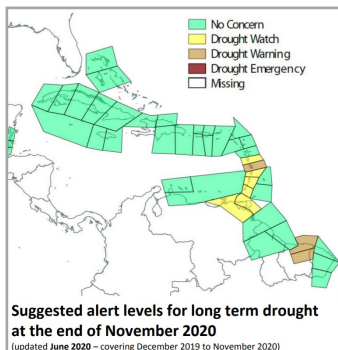 No Concern
Drought Watch
Drought Warning
Drought Emergency
Missing
Suggested alert levels for long term drought
at the end of November 2020
(updated June 2020 – covering December 2019 to November 2020)